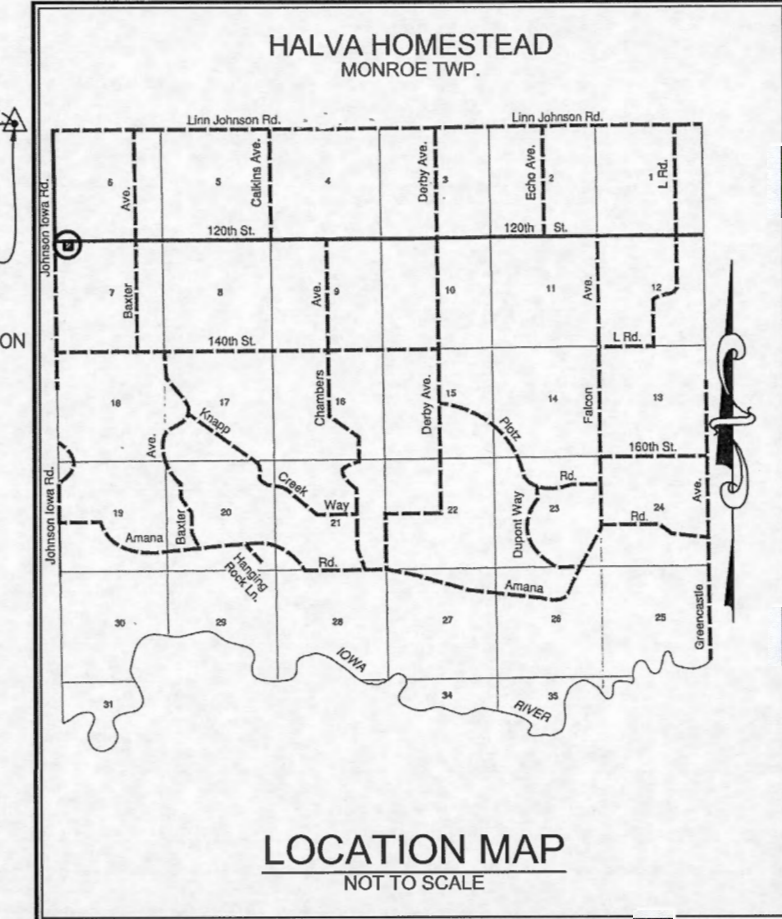 HALVA HOMESTEAD
MONROE TWP.
Linn Johnson Rd.
Linn Johnson Rd.
Johnson Iowa Rd.
6
Ave.
5
Calkins Ave.
4
Derby Ave.
3
Echo Ave.
2
1
L Rd.
120th St.
120th St.
7
Baxter
8
Ave.
9
10
11
Ave.
12
ON
140th St.
L Rd.
18
17
Knapp
Chambers
16
Derby Ave.
15
Plotz
14
Falcon
13
160th St.
Ave.
Johnson Iowa Rd.
19
Baxter
20
Creek
Way
21
22
Rd.
Dupont Way
23
24
Rd.
Ave.
Amana
Hanging
Rock Ln.
Rd.
Amana
30
29
28
27
26
25
Greencastle
IOWA
31
34
35
RIVER
LOCATION MAP
NOT TO SCALE